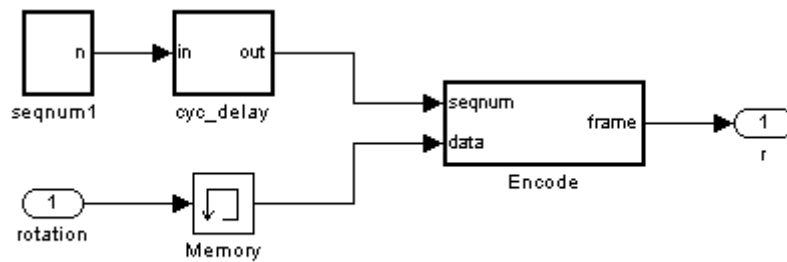 n
in
out
seqnum1
cyc_delay
seqnum
data
frame
Encode
1
r
1
rotation
Memory